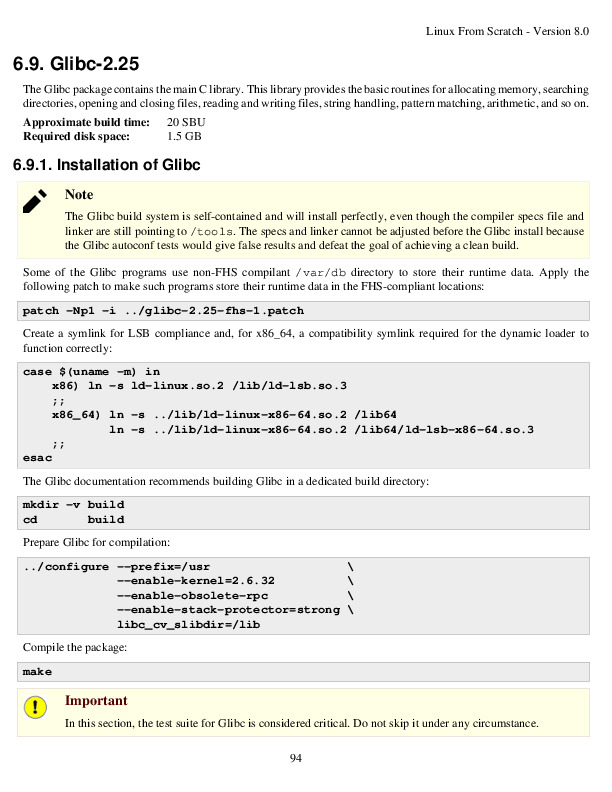 Linux From Scratch - Version 8.0
6.9. Glibc-2.25
The Glibc package contains the main C library. This library provides the basic routines for allocating memory, searching
directories, opening and closing files, reading and writing files, string handling, pattern matching, arithmetic, and so on.
Approximate build time: 20 SBU
Required disk space: 1.5 GB
6.9.1. Installation of Glibc
Note
The Glibc build system is self-contained and will install perfectly, even though the compiler specs file and
linker are still pointing to /tools. The specs and linker cannot be adjusted before the Glibc install because
the Glibc autoconf tests would give false results and defeat the goal of achieving a clean build.
Some of the Glibc programs use non-FHS compilant /var/db directory to store their runtime data. Apply the
following patch to make such programs store their runtime data in the FHS-compliant locations:
patch -Np1 -i ../glibc-2.25-fhs-1.patch
Create a symlink for LSB compliance and, for x86_64, a compatibility symlink required for the dynamic loader to
function correctly:
case $(uname -m) in
    x86) ln -s ld-linux.so.2 /lib/ld-lsb.so.3
    ;;
    x86_64) ln -s ../lib/ld-linux-x86-64.so.2 /lib64
            ln -s ../lib/ld-linux-x86-64.so.2 /lib64/ld-lsb-x86-64.so.3
    ;;
esac
The Glibc documentation recommends building Glibc in a dedicated build directory:
mkdir -v build
cd       build
Prepare Glibc for compilation:
../configure --prefix=/usr                   \
             --enable-kernel=2.6.32          \
             --enable-obsolete-rpc           \
             --enable-stack-protector=strong \
             libc_cv_slibdir=/lib
Compile the package:
make
Important
In this section, the test suite for Glibc is considered critical. Do not skip it under any circumstance.
94